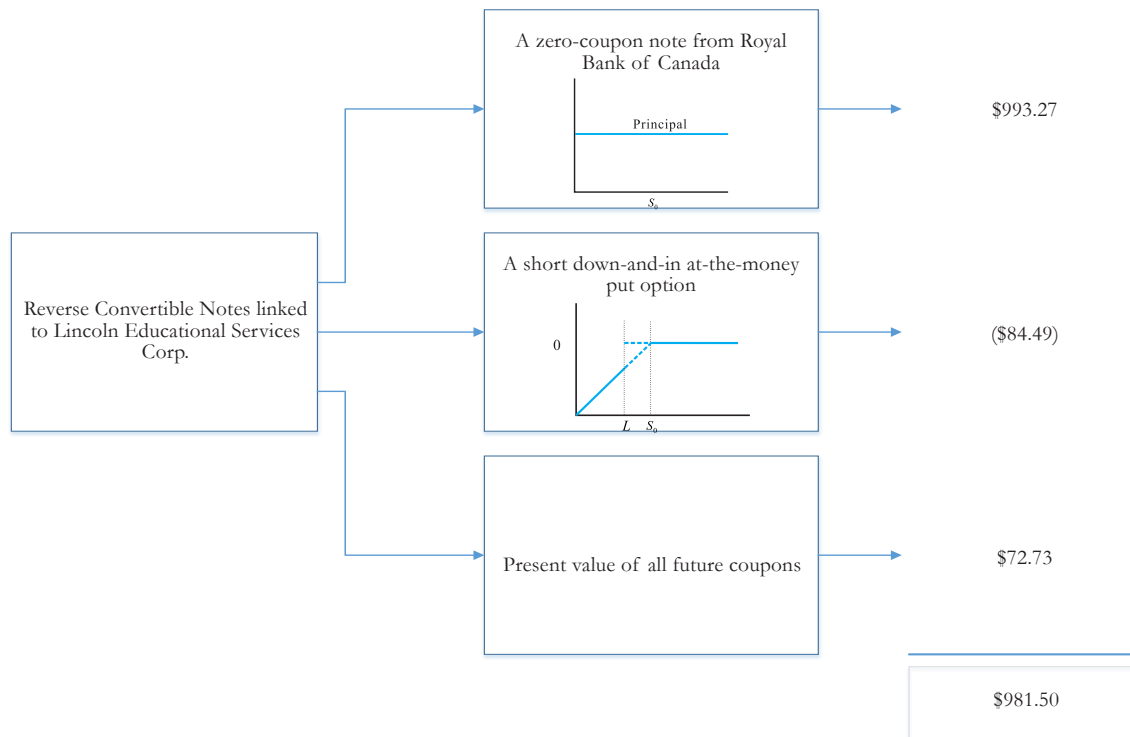 A zero-coupon note from Royal
Bank of Canada
Principal
S₀
$993.27
Reverse Convertible Notes linked
to Lincoln Educational Services
Corp.
A short down-and-in at-the-money
put option
0
L S₀
($84.49)
Present value of all future coupons
$72.73
$981.50